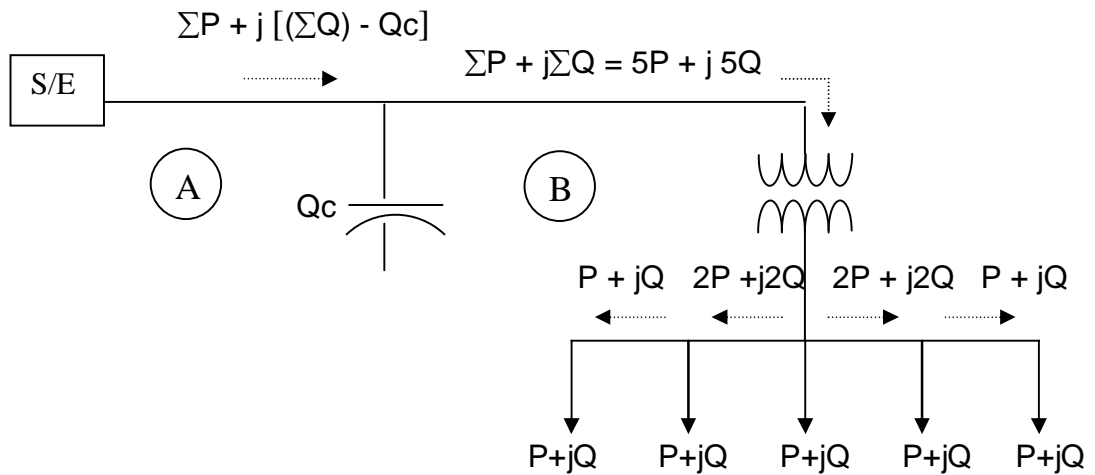 ∑P + j [(∑Q) - Qc]
S/E
∑P + j∑Q = 5P + j 5Q
A
B
Qc
P + jQ 2P +j2Q 2P + j2Q P + jQ
P+jQ P+jQ P+jQ P+jQ P+jQ